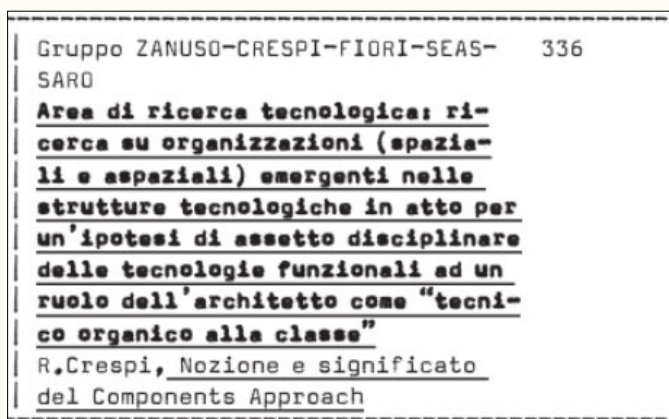 Gruppo ZANUSO-CRESPI-FIORI-SEAS- 336
SARO
Area di ricerca tecnologica: ri-
cerca su organizzazioni (spazia-
li e aspaziali) emergenti nelle
strutture tecnologiche in atto per
un'ipotesi di assetto disciplinare
delle tecnologie funzionali ad un
ruolo dell'architetto come "tecni-
co organico alla classe"
R.Crespi, Nozione e significato
del Components Approach